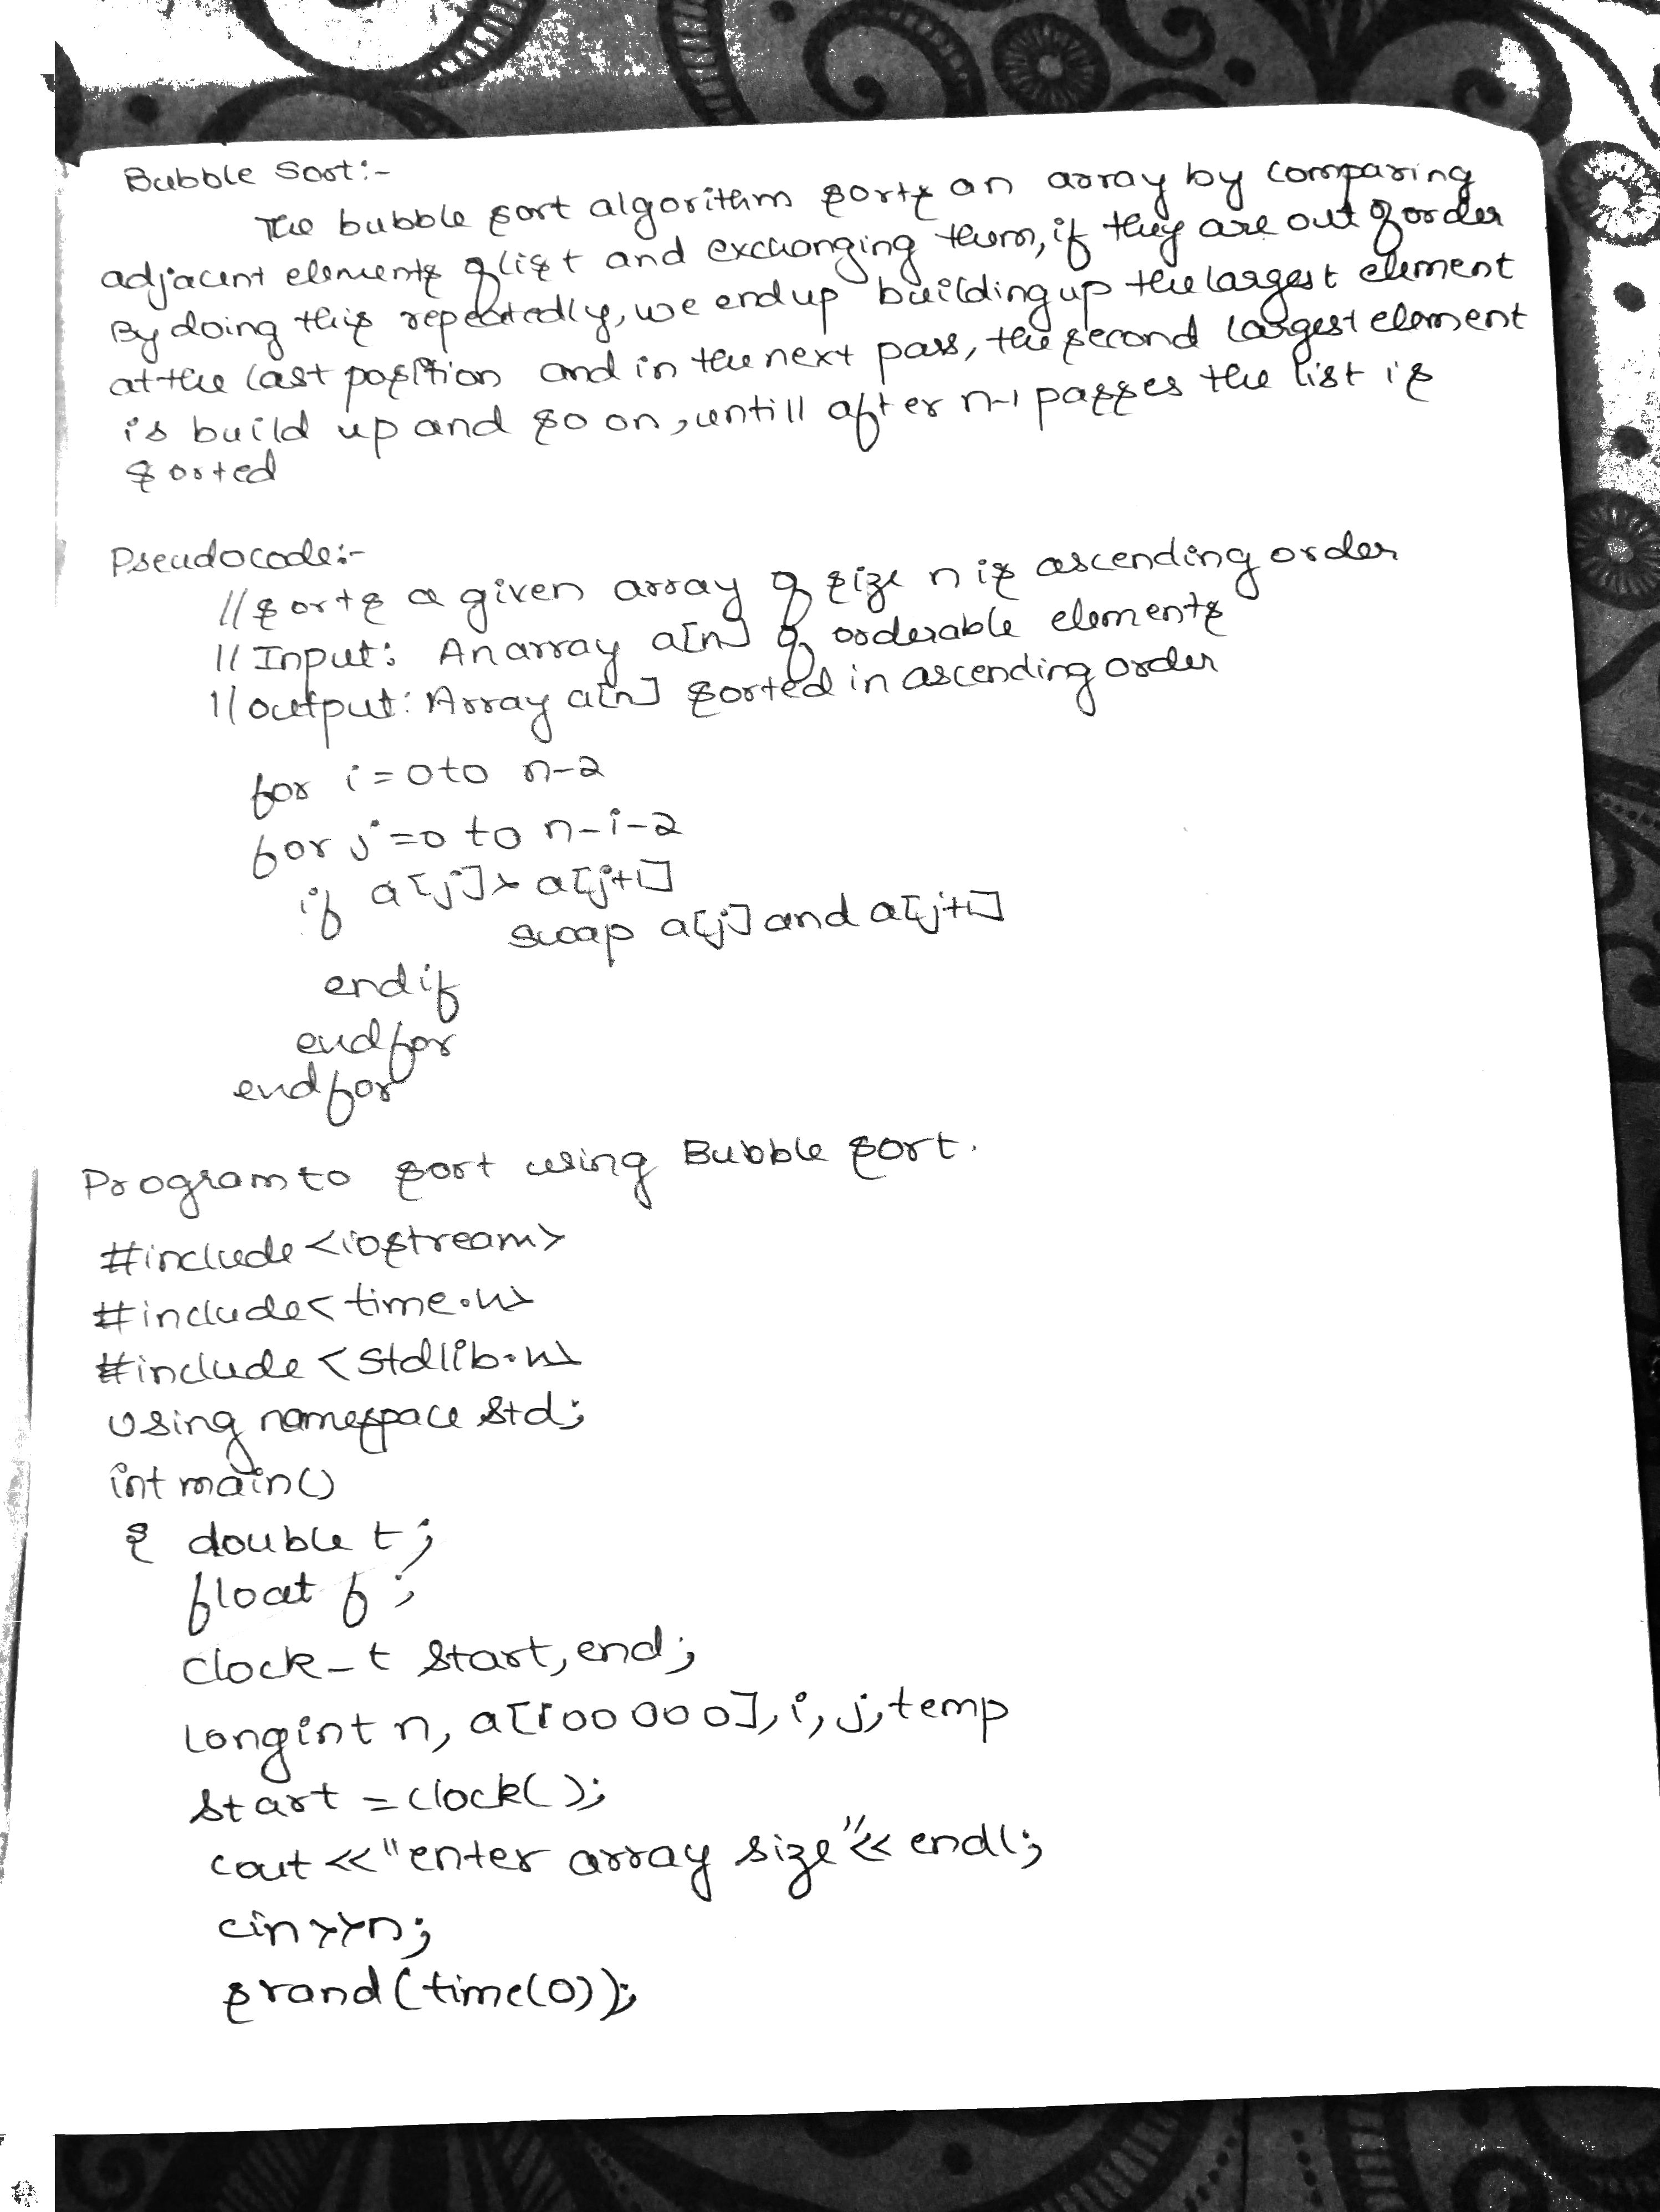 Bubble Sort:-
The bubble sort algorithm sorts an array by comparing
adjacent elements of list and exchanging them, if they are out of order
By doing this repeatedly, we end up building up the largest element
at the last position and in the next pass, the second largest element
is build up and so on, untill after n-1 passes the list is
sorted
Pseudocode:-
//sorts a given array of size n is ascending order
// Input: An array a[n] of orderable elements
//output: Array a[n] sorted in ascending order
for i=0 to n-2
for j=0 to n-i-2
if a[j]>a[j+1]
swap a[j] and a[j+1]
endif
end for
end for
Program to sort using Bubble sort.
#include <iostream>
#include< time.h>
#include <stdlib.h>
using namespace std;
int main()
{ double t;
float f;
clock_t start, end;
long int n, a[100000], i, j, temp
start = clock();
cout << "enter array size" << endl;
cin>>n;
srand(time(0));